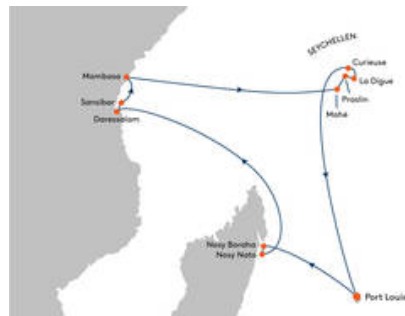 SEYCHELLEN
Curieuse
La Digue
Praslin
Mahé
Mombasa
Sansibar
Daressalam
Nosy Boraha
Nosy Nato
Port Louis